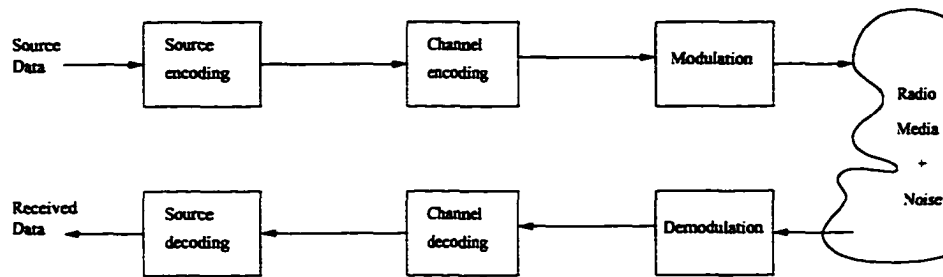 Source
Data
Source
encoding
Channel
encoding
Modulation
Radio
Media
+
Noise
Received
Data
Source
decoding
Channel
decoding
Demodulation